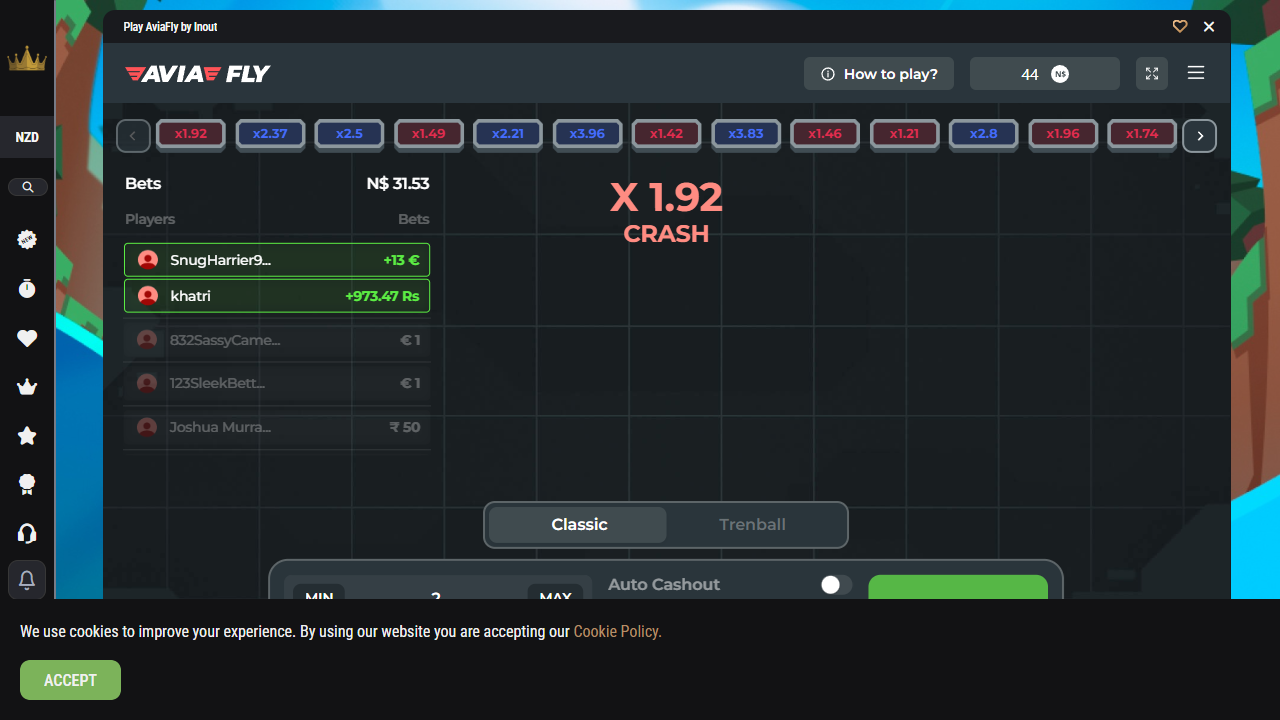 Play AviaFly by Inout
AVIA FLY
How to play?
44 N$
NZD
NEW
x1.92 x2.37 x2.5 x1.49 x2.21 x3.96 x1.42 x3.83 x1.46 x1.21 x2.8 x1.96 x1.74
Bets N$ 31.53
Players Bets
SnugHarrier9... +13 €
khatri +973.47 Rs
832SassyCame... € 1
123SleekBett... € 1
Joshua Murra... ₹ 50
X 1.92
CRASH
Classic Trenball
MIN 2 MAX
Auto Cashout
We use cookies to improve your experience. By using our website you are accepting our Cookie Policy.
ACCEPT